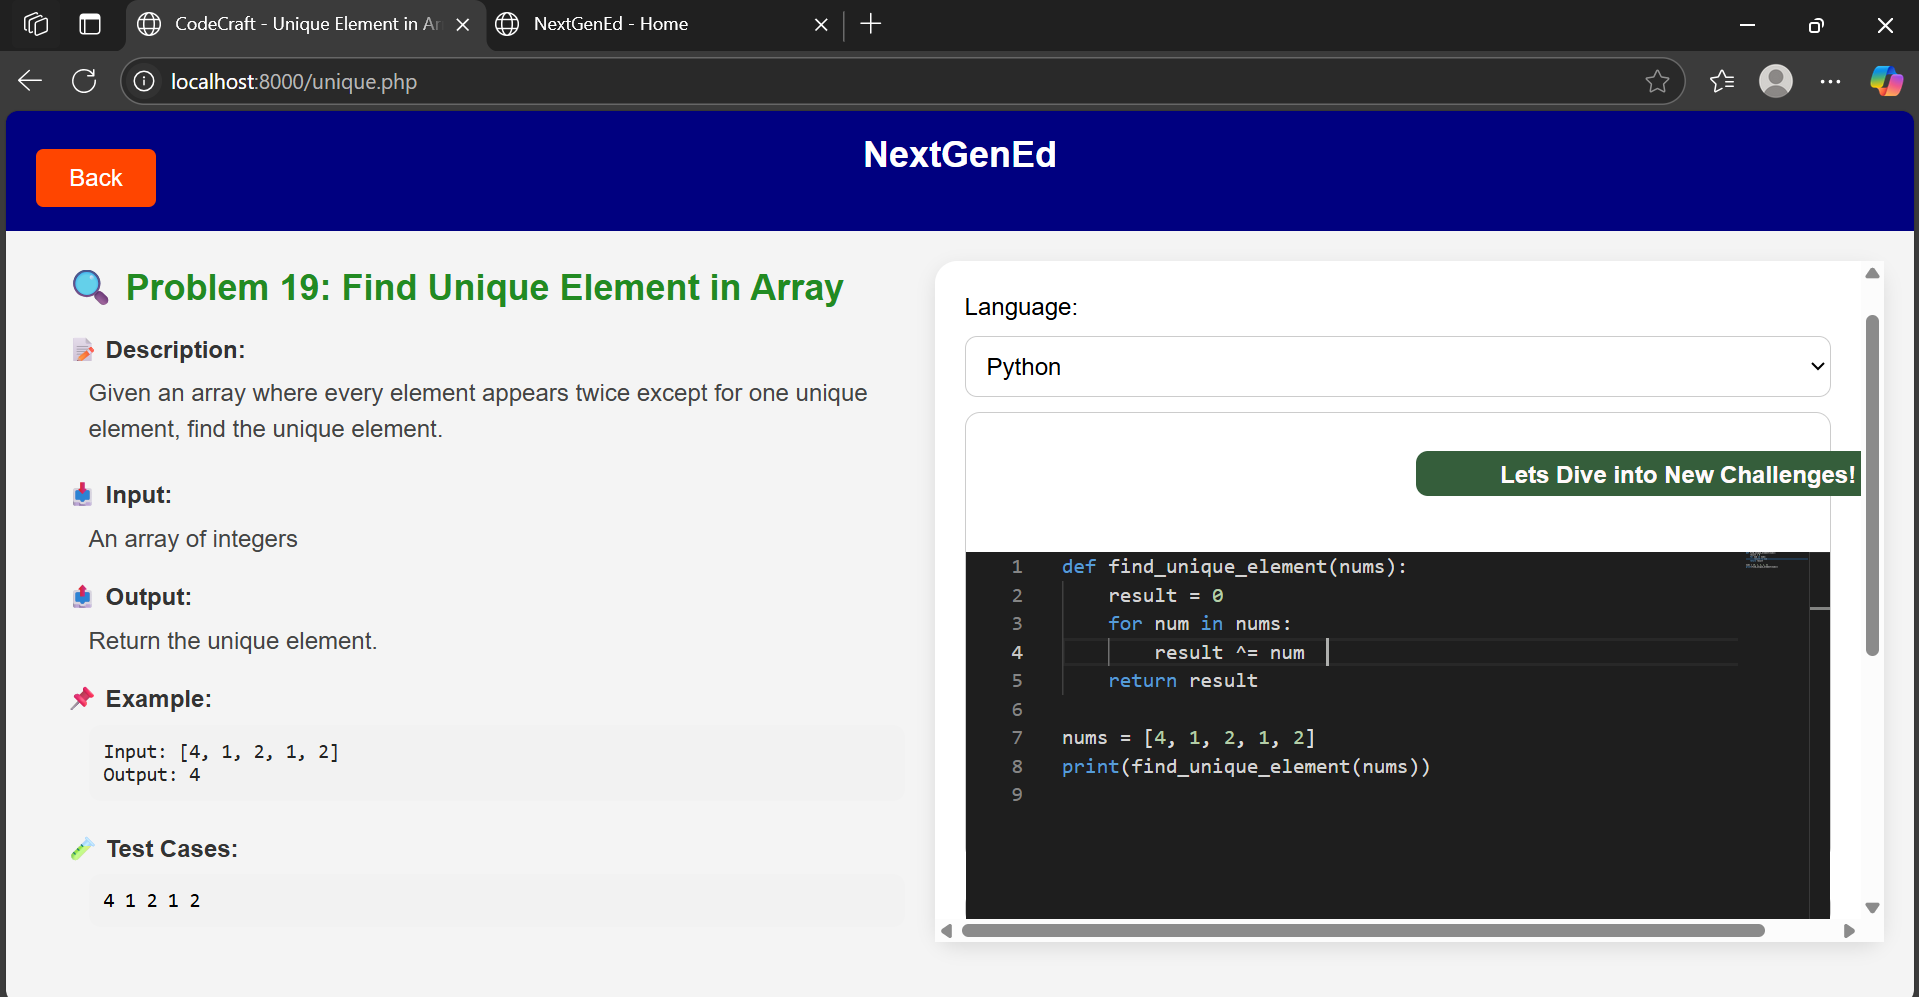 CodeCraft - Unique Element in Ar
NextGenEd - Home
localhost:8000/unique.php
NextGenEd
Back
Problem 19: Find Unique Element in Array
Description:
Given an array where every element appears twice except for one unique
element, find the unique element.
Input:
An array of integers
Output:
Return the unique element.
Example:
Input: [4, 1, 2, 1, 2]
Output: 4
Test Cases:
4 1 2 1 2
Language:
Python
Lets Dive into New Challenges!
1 def find_unique_element(nums):
2     result = 0
3     for num in nums:
4         result ^= num
5     return result
6
7 nums = [4, 1, 2, 1, 2]
8 print(find_unique_element(nums))
9